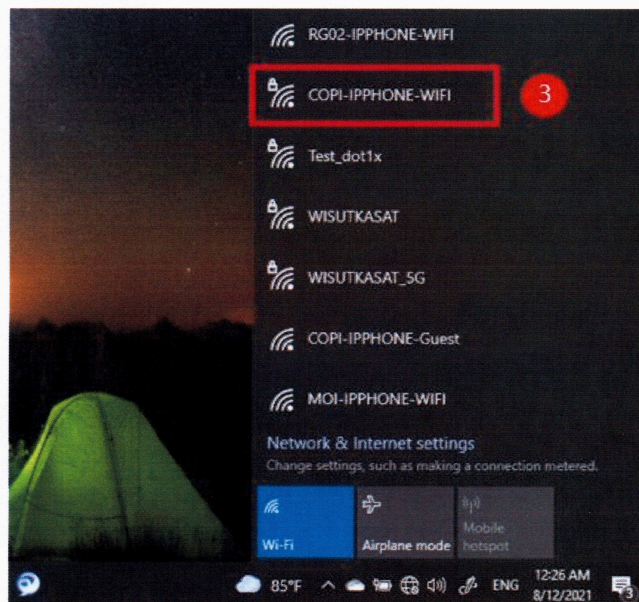 RG02-IPPHONE-WIFI
COPI-IPPHONE-WIFI
3
Test_dot1x
WISUTKASAT
WISUTKASAT_5G
COPI-IPPHONE-Guest
MOI-IPPHONE-WIFI
Network & Internet settings
Change settings, such as making a connection metered.
Wi-Fi
Airplane mode
Mobile
hotspot
85°F
ENG
12:26 AM
8/12/2021
3